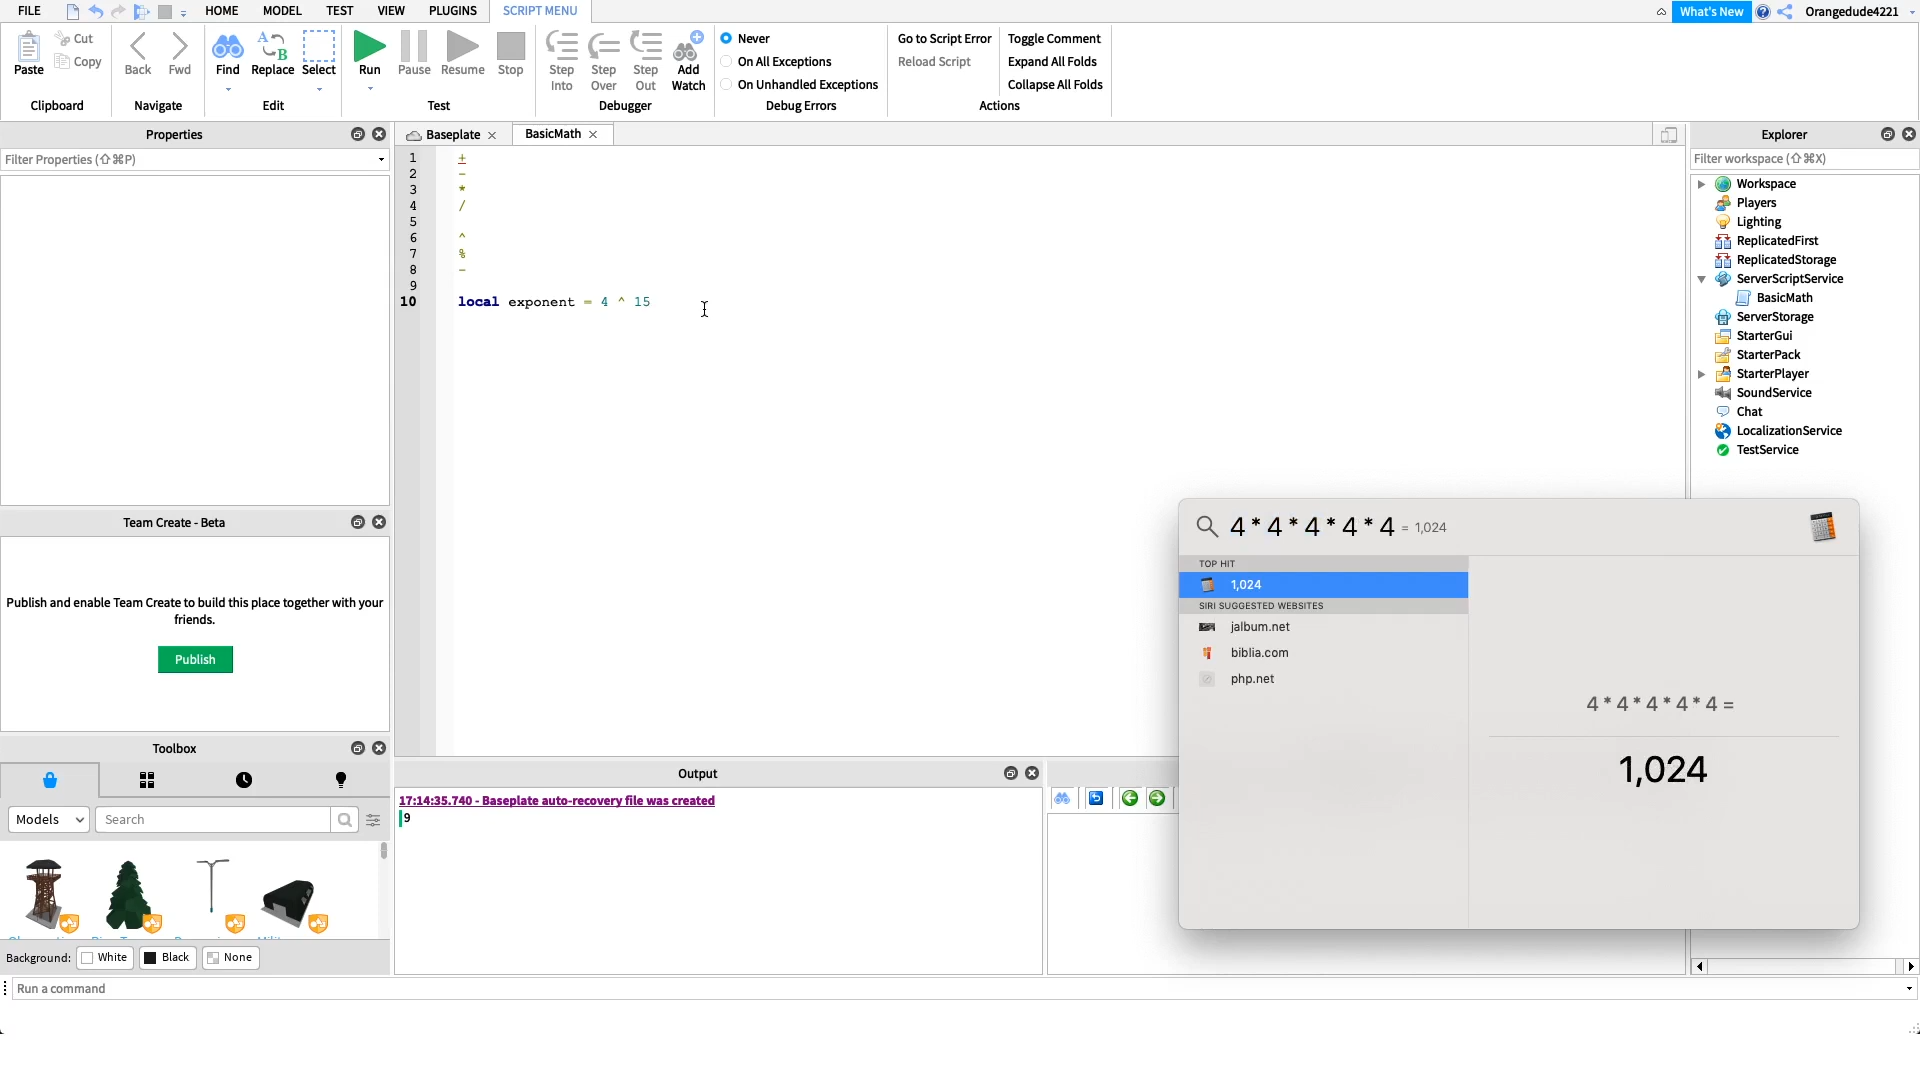 FILE HOME MODEL TEST VIEW PLUGINS SCRIPT MENU What's New Orangedude4221
Paste Cut Copy Clipboard
Back Fwd Navigate
Find Replace Select Edit
Run Pause Resume Stop Test
Step Into Step Over Step Out Add Watch Debugger
Never
On All Exceptions
On Unhandled Exceptions
Debug Errors
Go to Script Error Toggle Comment
Reload Script Expand All Folds
Collapse All Folds
Actions
Properties
Filter Properties (⇧⌘P)
Team Create - Beta
Publish and enable Team Create to build this place together with your
friends.
Publish
Toolbox
Models Search
Background: White Black None
Run a command
Baseplate BasicMath
1 +
2 -
3 *
4 /
5
6 ^
7 %
8 -
9
10 local exponent = 4 ^ 15
Output
17:14:35.740 - Baseplate auto-recovery file was created
9
Explorer
Filter workspace (⇧⌘X)
Workspace
Players
Lighting
ReplicatedFirst
ReplicatedStorage
ServerScriptService
BasicMath
ServerStorage
StarterGui
StarterPack
StarterPlayer
SoundService
Chat
LocalizationService
TestService
4*4*4*4*4 = 1,024
TOP HIT
1,024
SIRI SUGGESTED WEBSITES
jalbum.net
biblia.com
php.net
4*4*4*4*4=
1,024